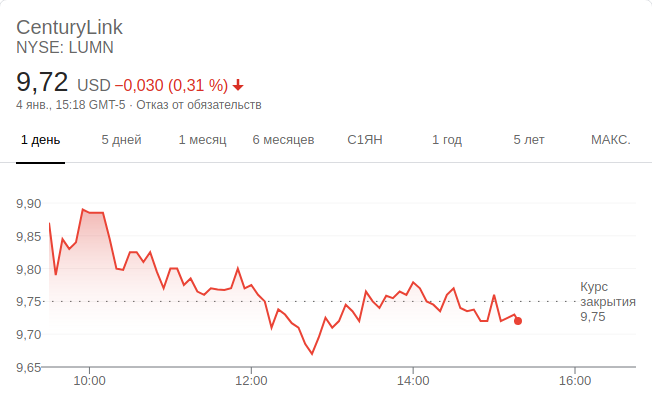 CenturyLink
NYSE: LUMN
9,72 USD −0,030 (0,31 %)
4 янв., 15:18 GMT-5 · Отказ от обязательств
1 день 5 дней 1 месяц 6 месяцев С1ЯН 1 год 5 лет МАКС.
9,90
9,85
9,80
9,75
9,70
9,65
Курс
закрытия
9,75
10:00 12:00 14:00 16:00